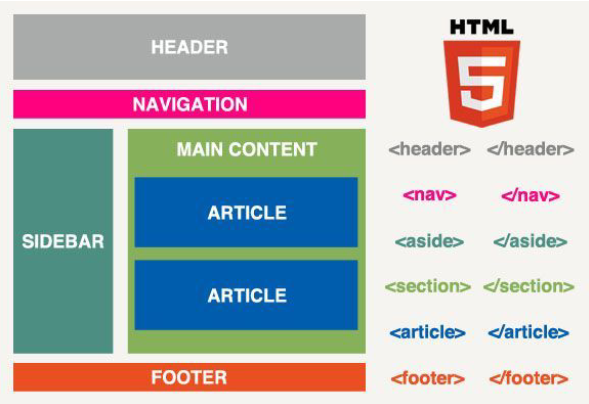 HEADER
NAVIGATION
SIDEBAR
MAIN CONTENT
ARTICLE
ARTICLE
FOOTER
HTML
5
<header> </header>
<nav> </nav>
<aside> </aside>
<section> </section>
<article> </article>
<footer> </footer>